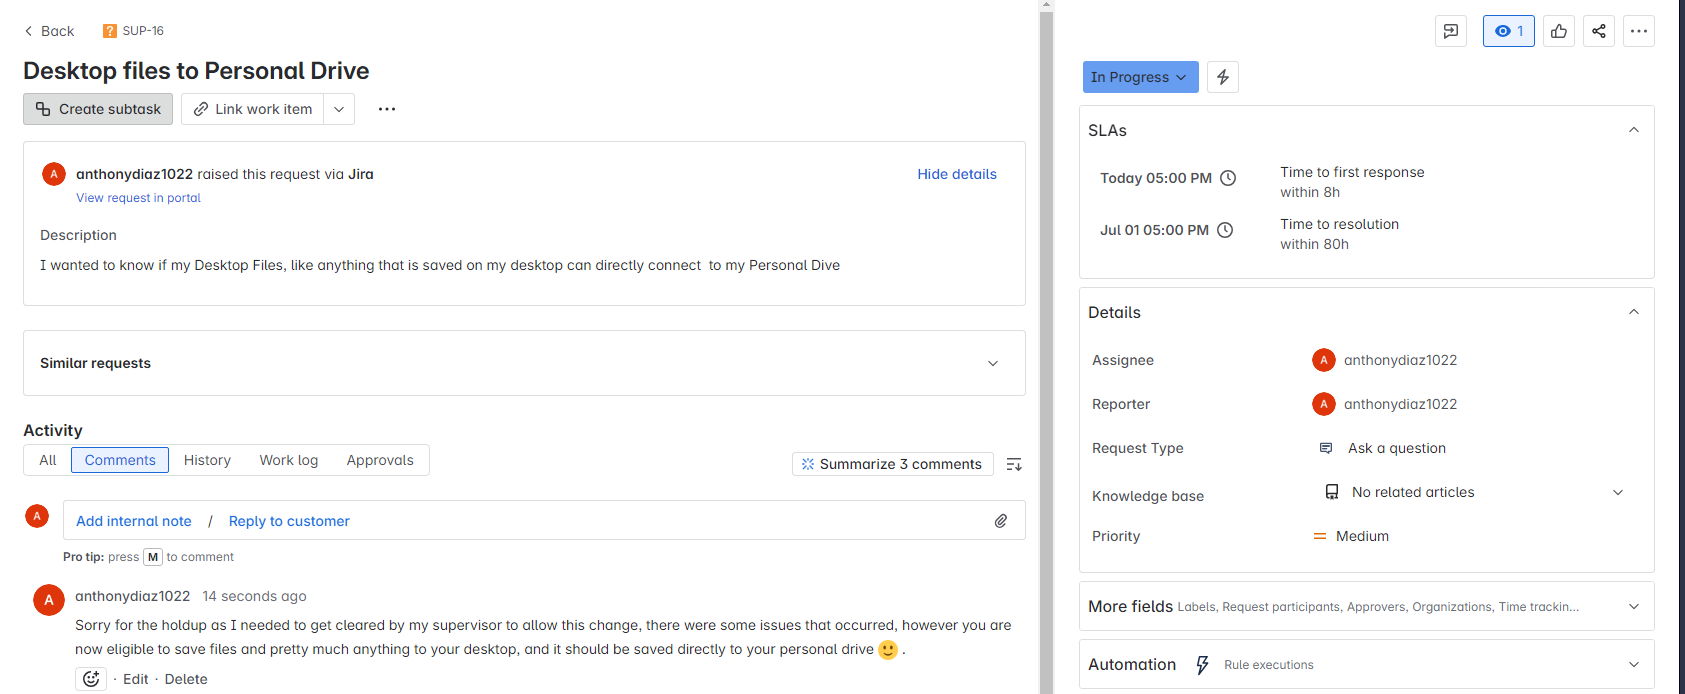 Back
SUP-16
Desktop files to Personal Drive
Create subtask
Link work item
A
anthonydiaz1022 raised this request via Jira
Hide details
View request in portal
Description
I wanted to know if my Desktop Files, like anything that is saved on my desktop can directly connect  to my Personal Dive
Similar requests
Activity
All
Comments
History
Work log
Approvals
Summarize 3 comments
A
Add internal note / Reply to customer
Pro tip: press M to comment
A
anthonydiaz1022 14 seconds ago
Sorry for the holdup as I needed to get cleared by my supervisor to allow this change, there were some issues that occurred, however you are
now eligible to save files and pretty much anything to your desktop, and it should be saved directly to your personal drive 🙂 .
· Edit · Delete
1
In Progress
SLAs
Today 05:00 PM
Time to first response
within 8h
Jul 01 05:00 PM
Time to resolution
within 80h
Details
Assignee
A
anthonydiaz1022
Reporter
A
anthonydiaz1022
Request Type
Ask a question
Knowledge base
No related articles
Priority
Medium
More fields Labels, Request participants, Approvers, Organizations, Time trackin...
Automation
Rule executions